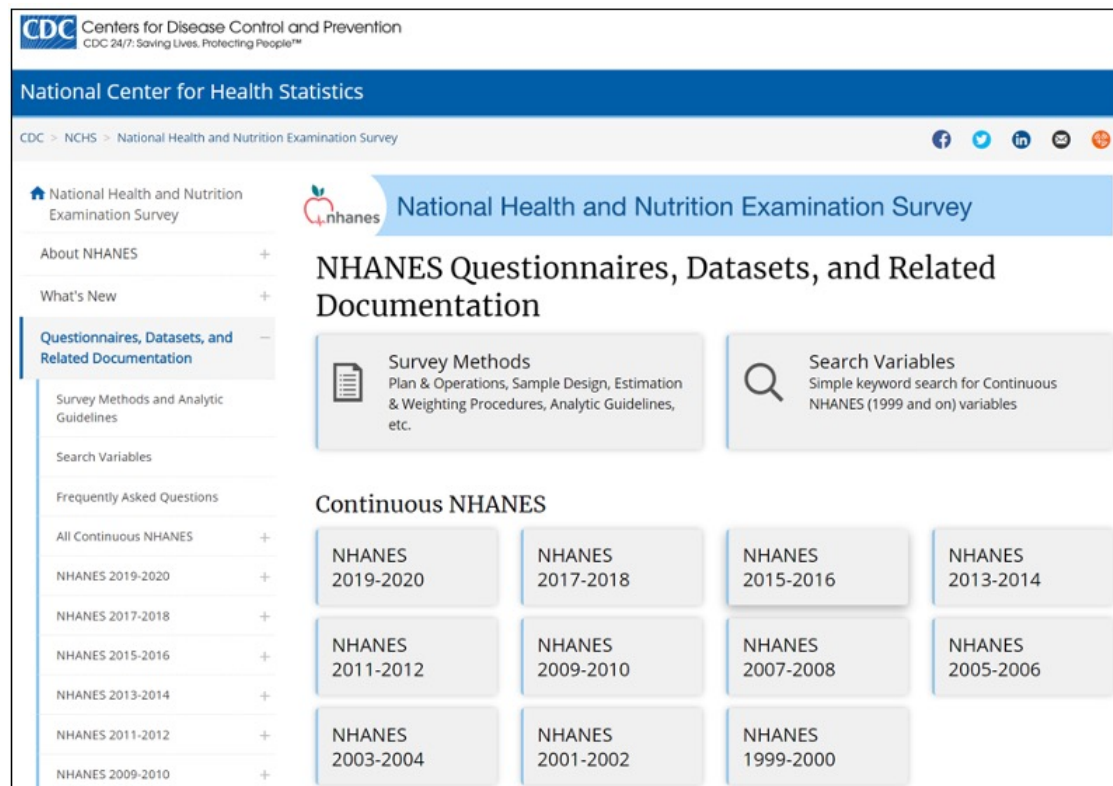 CDC Centers for Disease Control and Prevention
CDC 24/7: Saving Lives, Protecting People™
National Center for Health Statistics
CDC > NCHS > National Health and Nutrition Examination Survey
National Health and Nutrition
Examination Survey
About NHANES
What's New
Questionnaires, Datasets, and
Related Documentation
Survey Methods and Analytic
Guidelines
Search Variables
Frequently Asked Questions
All Continuous NHANES
NHANES 2019-2020
NHANES 2017-2018
NHANES 2015-2016
NHANES 2013-2014
NHANES 2011-2012
NHANES 2009-2010
nhanes National Health and Nutrition Examination Survey
NHANES Questionnaires, Datasets, and Related
Documentation
Survey Methods
Plan & Operations, Sample Design, Estimation
& Weighting Procedures, Analytic Guidelines,
etc.
Search Variables
Simple keyword search for Continuous
NHANES (1999 and on) variables
Continuous NHANES
NHANES
2019-2020
NHANES
2017-2018
NHANES
2015-2016
NHANES
2013-2014
NHANES
2011-2012
NHANES
2009-2010
NHANES
2007-2008
NHANES
2005-2006
NHANES
2003-2004
NHANES
2001-2002
NHANES
1999-2000